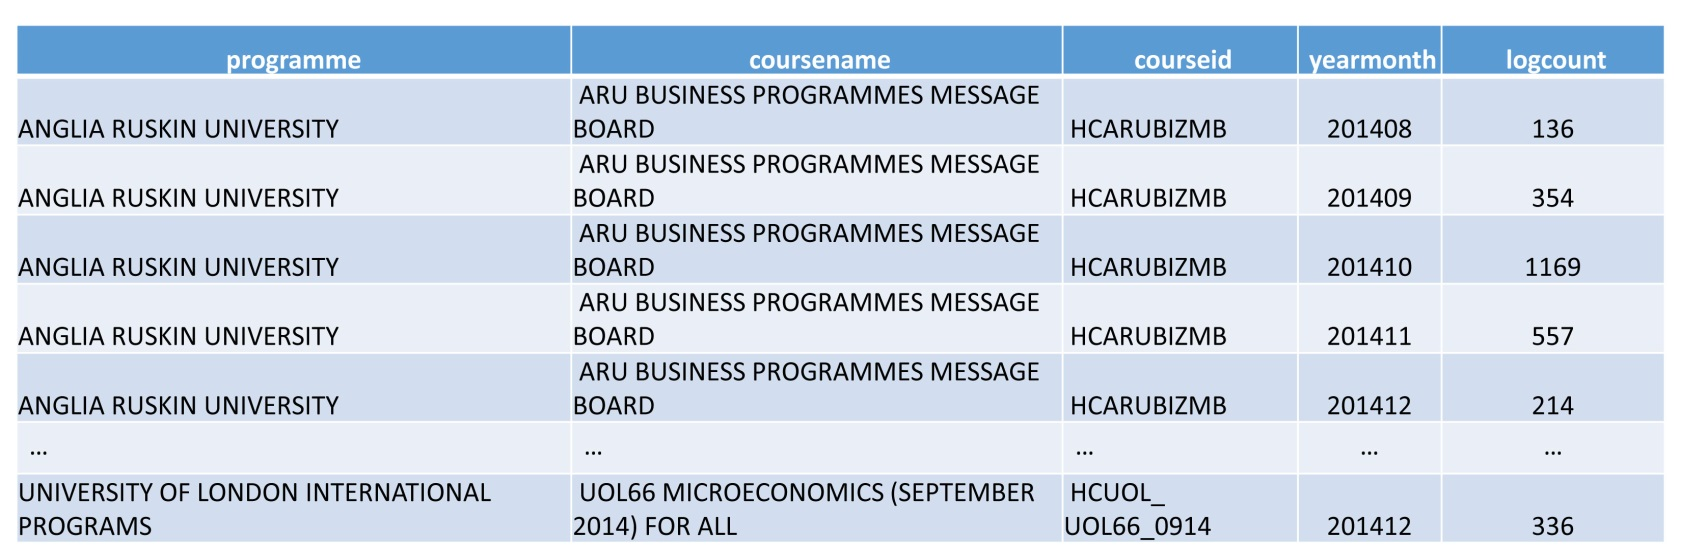 programme coursename courseid yearmonth logcount
ARU BUSINESS PROGRAMMES MESSAGE
ANGLIA RUSKIN UNIVERSITY BOARD HCARUBIZMB 201408 136
ARU BUSINESS PROGRAMMES MESSAGE
ANGLIA RUSKIN UNIVERSITY BOARD HCARUBIZMB 201409 354
ARU BUSINESS PROGRAMMES MESSAGE
ANGLIA RUSKIN UNIVERSITY BOARD HCARUBIZMB 201410 1169
ARU BUSINESS PROGRAMMES MESSAGE
ANGLIA RUSKIN UNIVERSITY BOARD HCARUBIZMB 201411 557
ARU BUSINESS PROGRAMMES MESSAGE
ANGLIA RUSKIN UNIVERSITY BOARD HCARUBIZMB 201412 214
... ... ... ... ...
UNIVERSITY OF LONDON INTERNATIONAL UOL66 MICROECONOMICS (SEPTEMBER HCUOL_
PROGRAMS 2014) FOR ALL UOL66_0914 201412 336